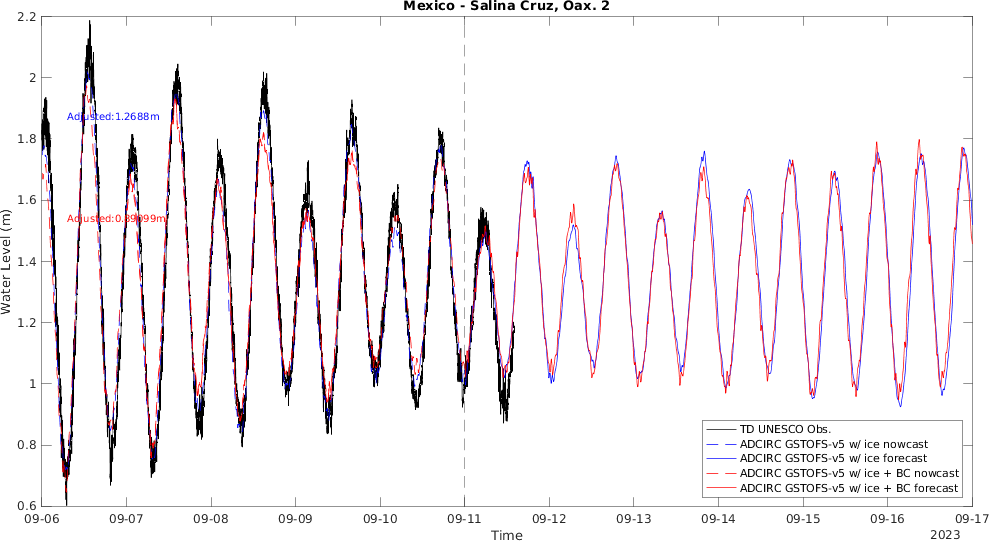 Mexico - Salina Cruz, Oax. 2
2.2
2
1.8
1.6
1.4
1.2
1
0.8
0.6
Water Level (m)
Adjusted:1.2688m
TD UNESCO Obs.
ADCIRC GSTOFS-v5 w/ ice nowcast
ADCIRC GSTOFS-v5 w/ ice forecast
ADCIRC GSTOFS-v5 w/ ice + BC nowcast
ADCIRC GSTOFS-v5 w/ ice + BC forecast
09-06 09-07 09-08 09-09 09-10 09-11 09-12 09-13 09-14 09-15 09-16 09-17
Time
2023